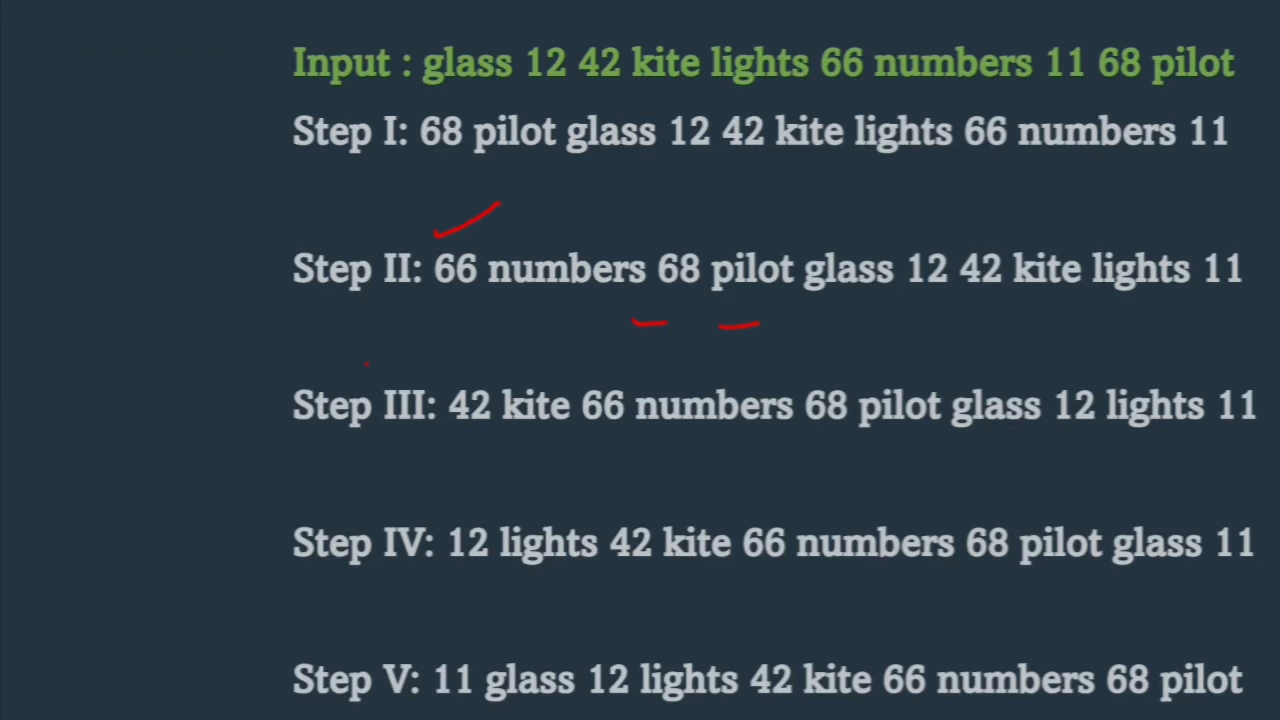 Input : glass 12 42 kite lights 66 numbers 11 68 pilot
Step I: 68 pilot glass 12 42 kite lights 66 numbers 11
Step II: 66 numbers 68 pilot glass 12 42 kite lights 11
Step III: 42 kite 66 numbers 68 pilot glass 12 lights 11
Step IV: 12 lights 42 kite 66 numbers 68 pilot glass 11
Step V: 11 glass 12 lights 42 kite 66 numbers 68 pilot